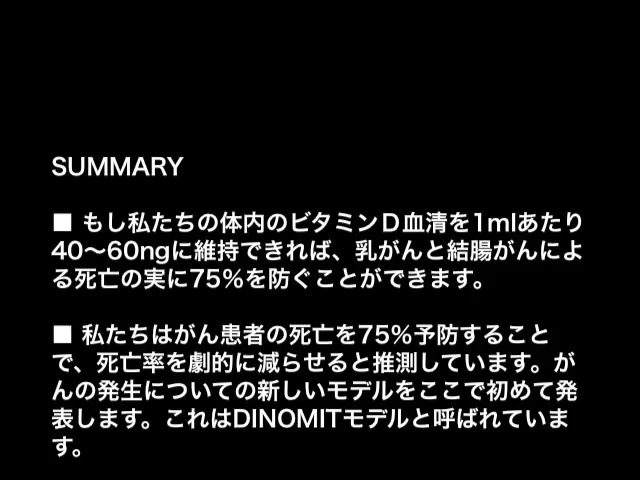 SUMMARY
■ もし私たちの体内のビタミンＤ血清を1mlあたり
40〜60ngに維持できれば、乳がんと結腸がんによ
る死亡の実に75%を防ぐことができます。
■ 私たちはがん患者の死亡を75%予防すること
で、死亡率を劇的に減らせると推測しています。が
んの発生についての新しいモデルをここで初めて発
表します。これはDINOMITモデルと呼ばれていま
す。